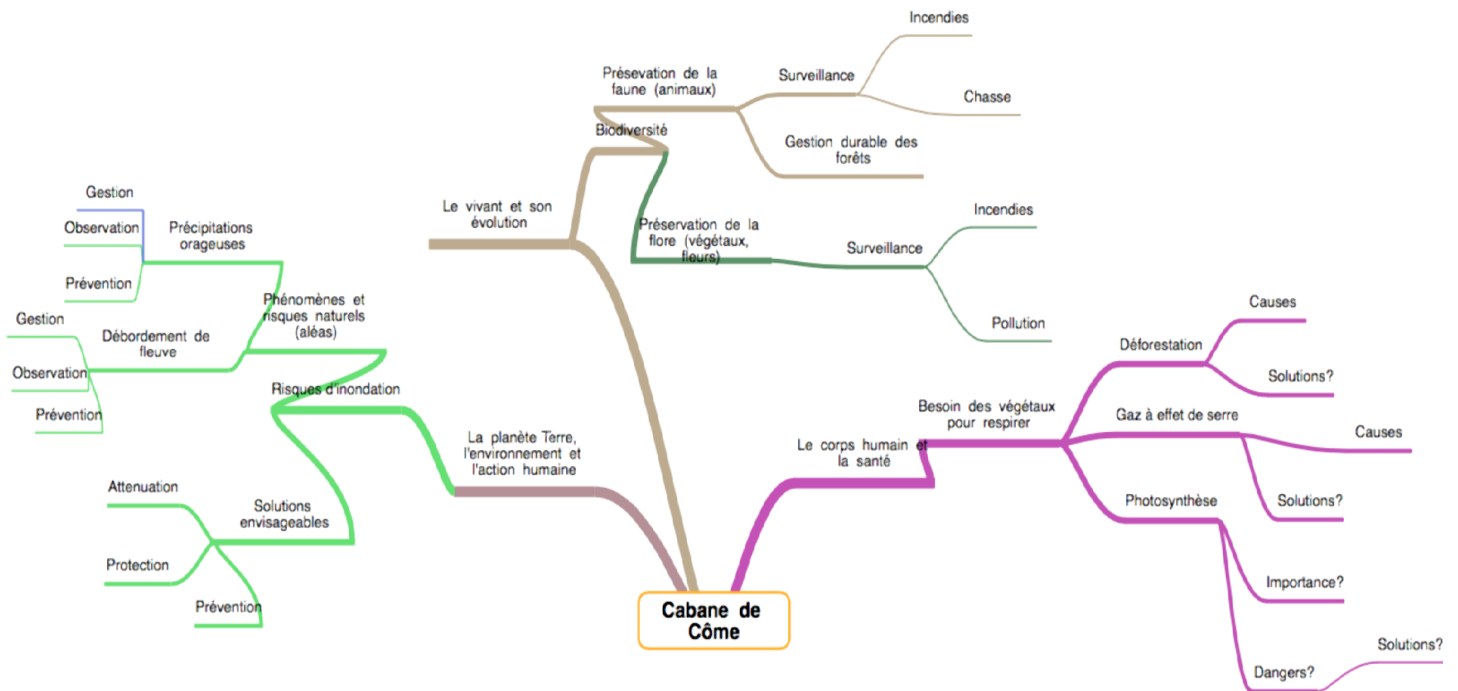 Cabane de
Côme
Le vivant et son
évolution
Biodiversité
Présevation de la
faune (animaux)
Surveillance
Incendies
Chasse
Gestion durable des
forêts
Préservation de la
flore (végétaux,
fleurs)
Surveillance
Incendies
Pollution
La planète Terre,
l'environnement et
l'action humaine
Risques d'inondation
Phénomènes et
risques naturels
(aléas)
Précipitations
orageuses
Gestion
Observation
Prévention
Débordement de
fleuve
Gestion
Observation
Prévention
Solutions
envisageables
Attenuation
Protection
Prévention
Le corps humain et
la santé
Besoin des végétaux
pour respirer
Déforestation
Causes
Solutions?
Gaz à effet de serre
Causes
Solutions?
Photosynthèse
Importance?
Dangers?
Solutions?